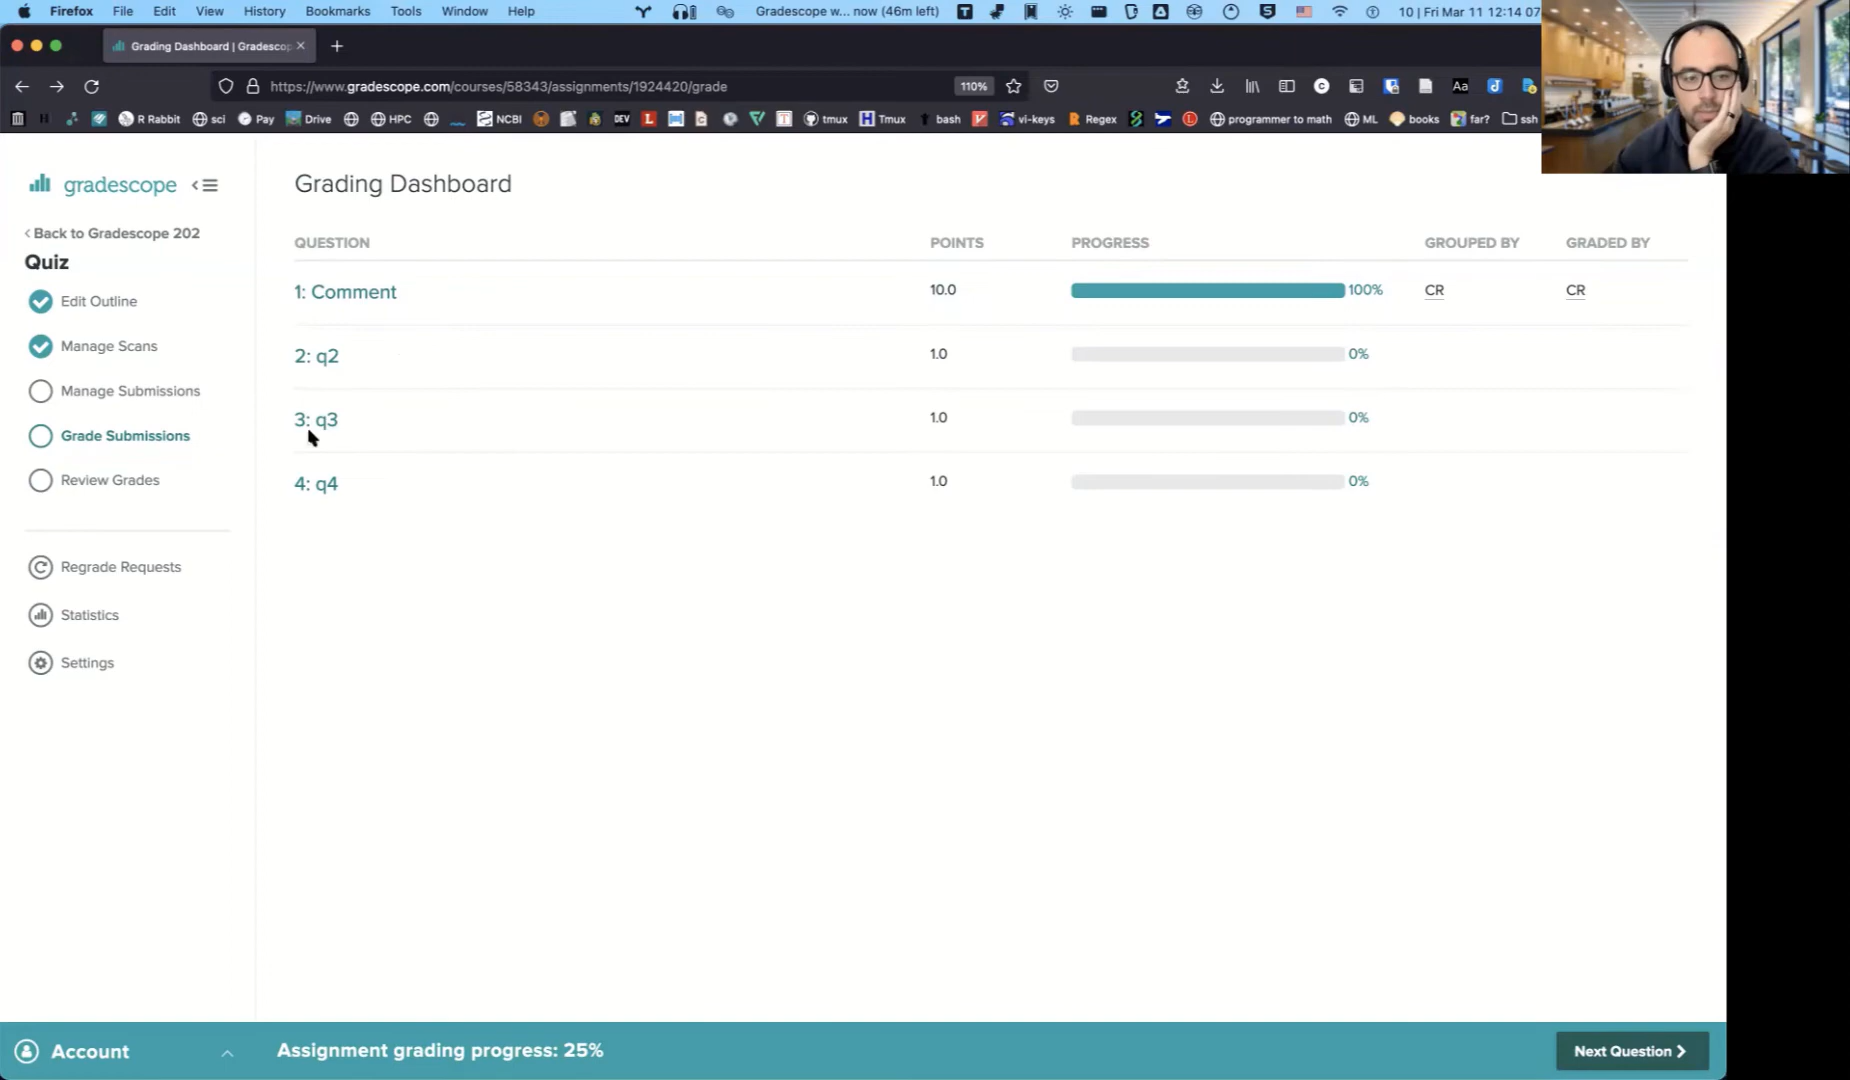 Firefox File Edit View History Bookmarks Tools Window Help Gradescope w... now (46m left) 10 | Fri Mar 11 12:14 07
Grading Dashboard | Gradescop
https://www.gradescope.com/courses/58343/assignments/1924420/grade 110%
R Rabbit sci Pay Drive HPC NCBI DEV tmux Tmux bash vi-keys Regex programmer to math ML books far? ssh
gradescope
Back to Gradescope 202
Quiz
Edit Outline
Manage Scans
Manage Submissions
Grade Submissions
Review Grades
Regrade Requests
Statistics
Settings
Grading Dashboard
QUESTION POINTS PROGRESS GROUPED BY GRADED BY
1: Comment 10.0 100% CR CR
2: q2 1.0 0%
3: q3 1.0 0%
4: q4 1.0 0%
Account
Assignment grading progress: 25%
Next Question